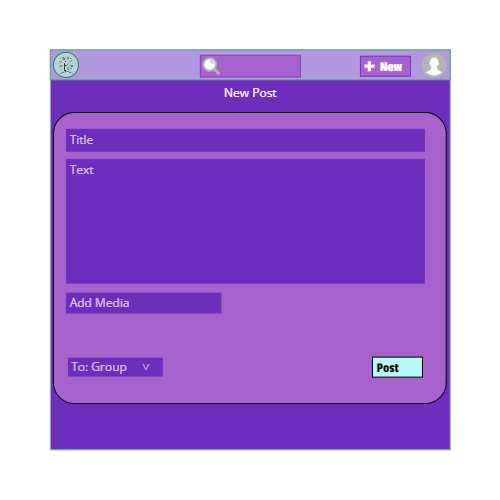 New
New Post
Title
Text
Add Media
To: Group
Post